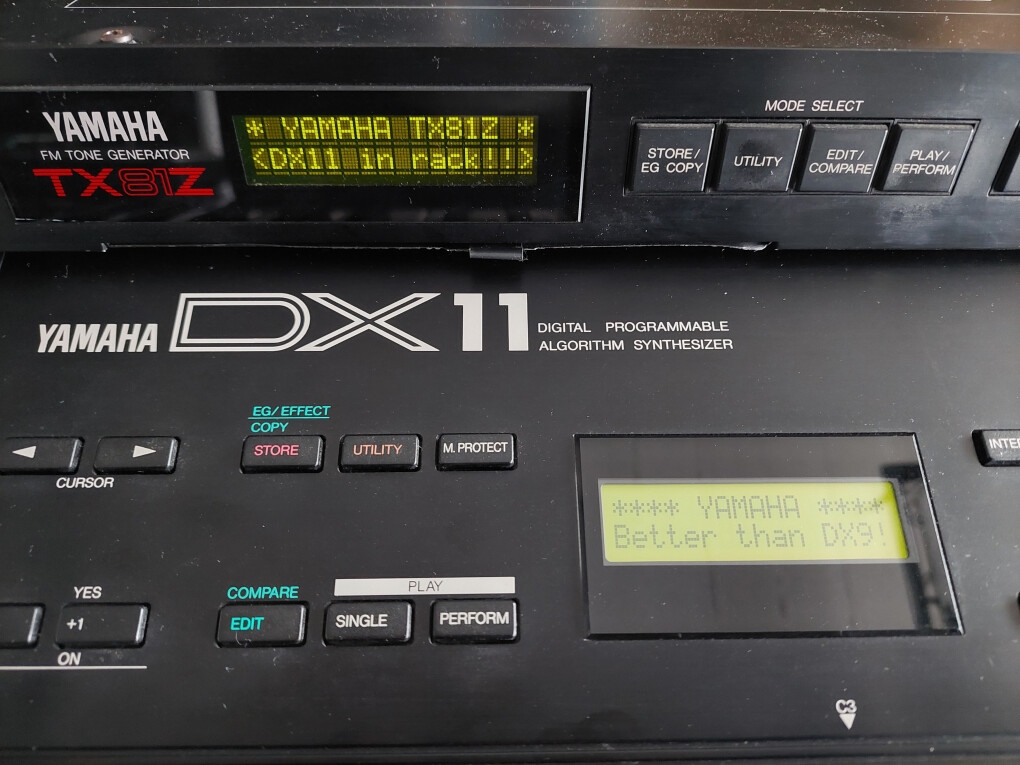 MODE SELECT
YAMAHA
FM TONE GENERATOR
TX81Z
* YAMAHA TX81Z *
<DX11 in rack!!>
STORE/
EG COPY
UTILITY
EDIT/
COMPARE
PLAY/
PERFORM
YAMAHA DX11
DIGITAL PROGRAMMABLE
ALGORITHM SYNTHESIZER
EG/EFFECT
COPY
STORE
UTILITY
M. PROTECT
CURSOR
**** YAMAHA ****
Better than DX9!
YES
+1
ON
COMPARE
EDIT
PLAY
SINGLE
PERFORM
C3